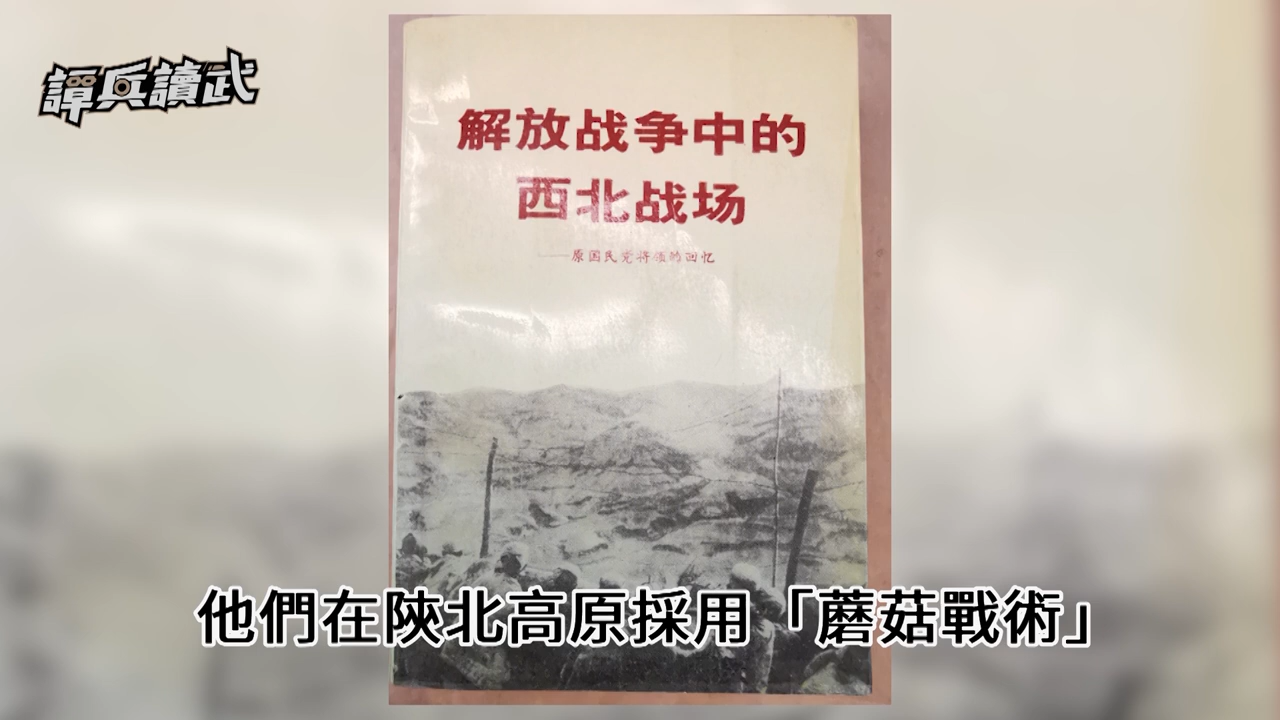 譚兵讀武
解放战争中的
西北战场
——原国民党将领的回忆
他們在陝北高原採用「蘑菇戰術」